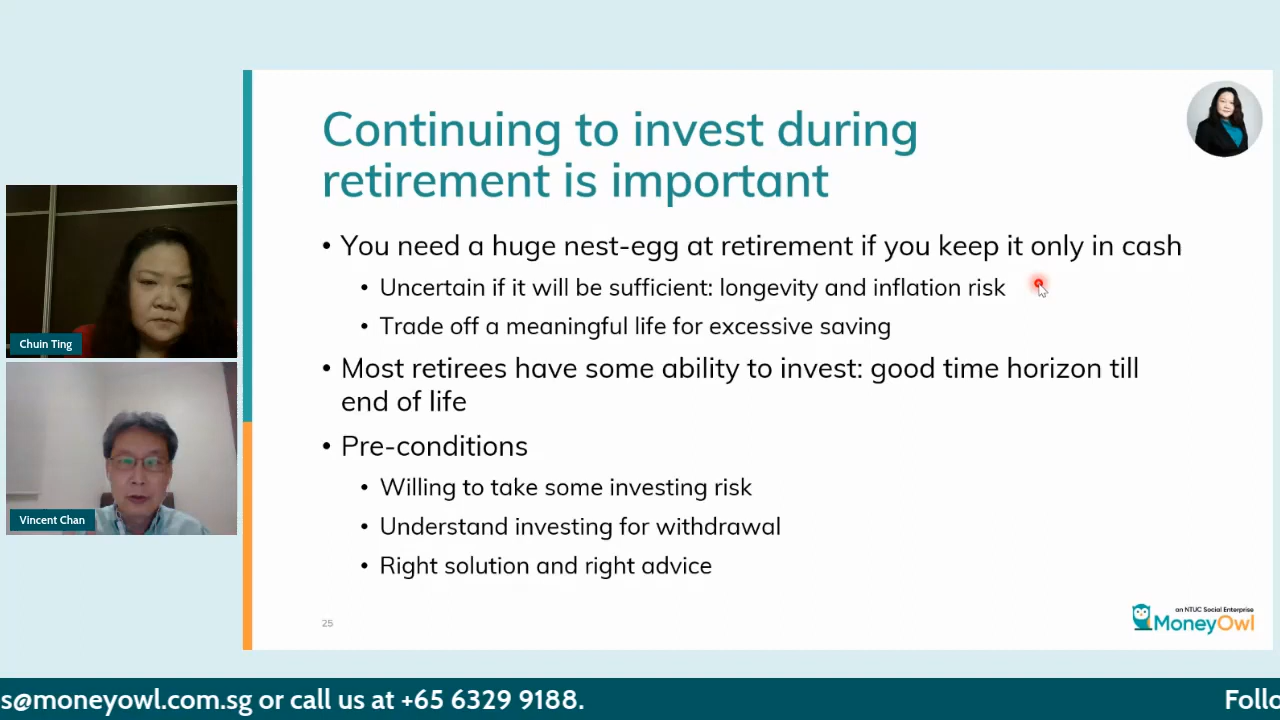 Continuing to invest during
retirement is important
• You need a huge nest-egg at retirement if you keep it only in cash
• Uncertain if it will be sufficient: longevity and inflation risk
• Trade off a meaningful life for excessive saving
• Most retirees have some ability to invest: good time horizon till
end of life
• Pre-conditions
• Willing to take some investing risk
• Understand investing for withdrawal
• Right solution and right advice
25
an NTUC Social Enterprise
MoneyOwl
Chuin Ting
Vincent Chan
s@moneyowl.com.sg or call us at +65 6329 9188.
Follo